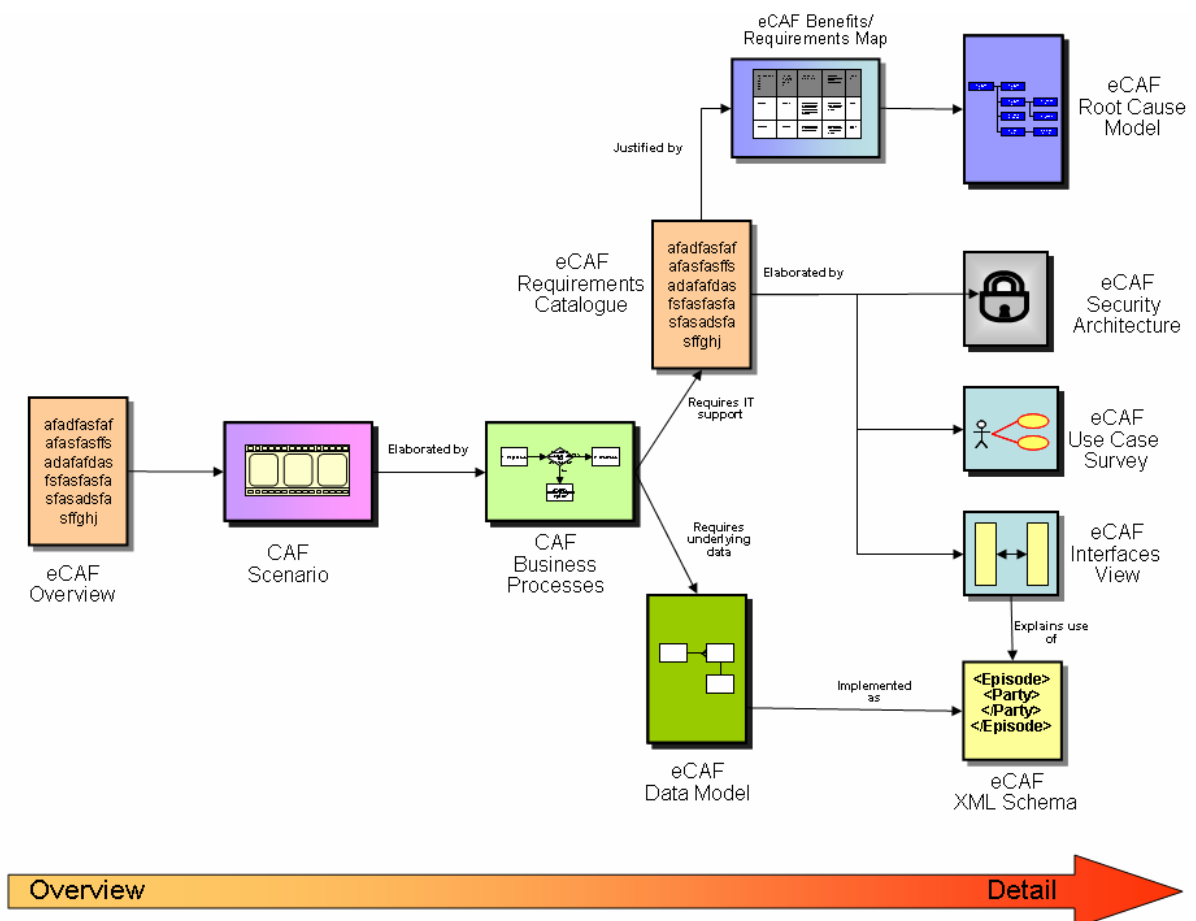 eCAF Benefits/
Requirements Map
eCAF
Root Cause
Model
Justified by
eCAF
Requirements
Catalogue
afadfasfaf
afasfasffs
adafafdas
fsfasfasfa
sfasadsfa
sffghj
Elaborated by
eCAF
Security
Architecture
Requires IT
support
eCAF
Use Case
Survey
afadfasfaf
afasfasffs
adafafdas
fsfasfasfa
sfasadsfa
sffghj
eCAF
Overview
CAF
Scenario
Elaborated by
CAF
Business
Processes
Requires
underlying
data
eCAF
Interfaces
View
Explains use
of
eCAF
Data Model
Implemented
as
<Episode>
<Party>
</Party>
</Episode>
eCAF
XML Schema
Overview
Detail